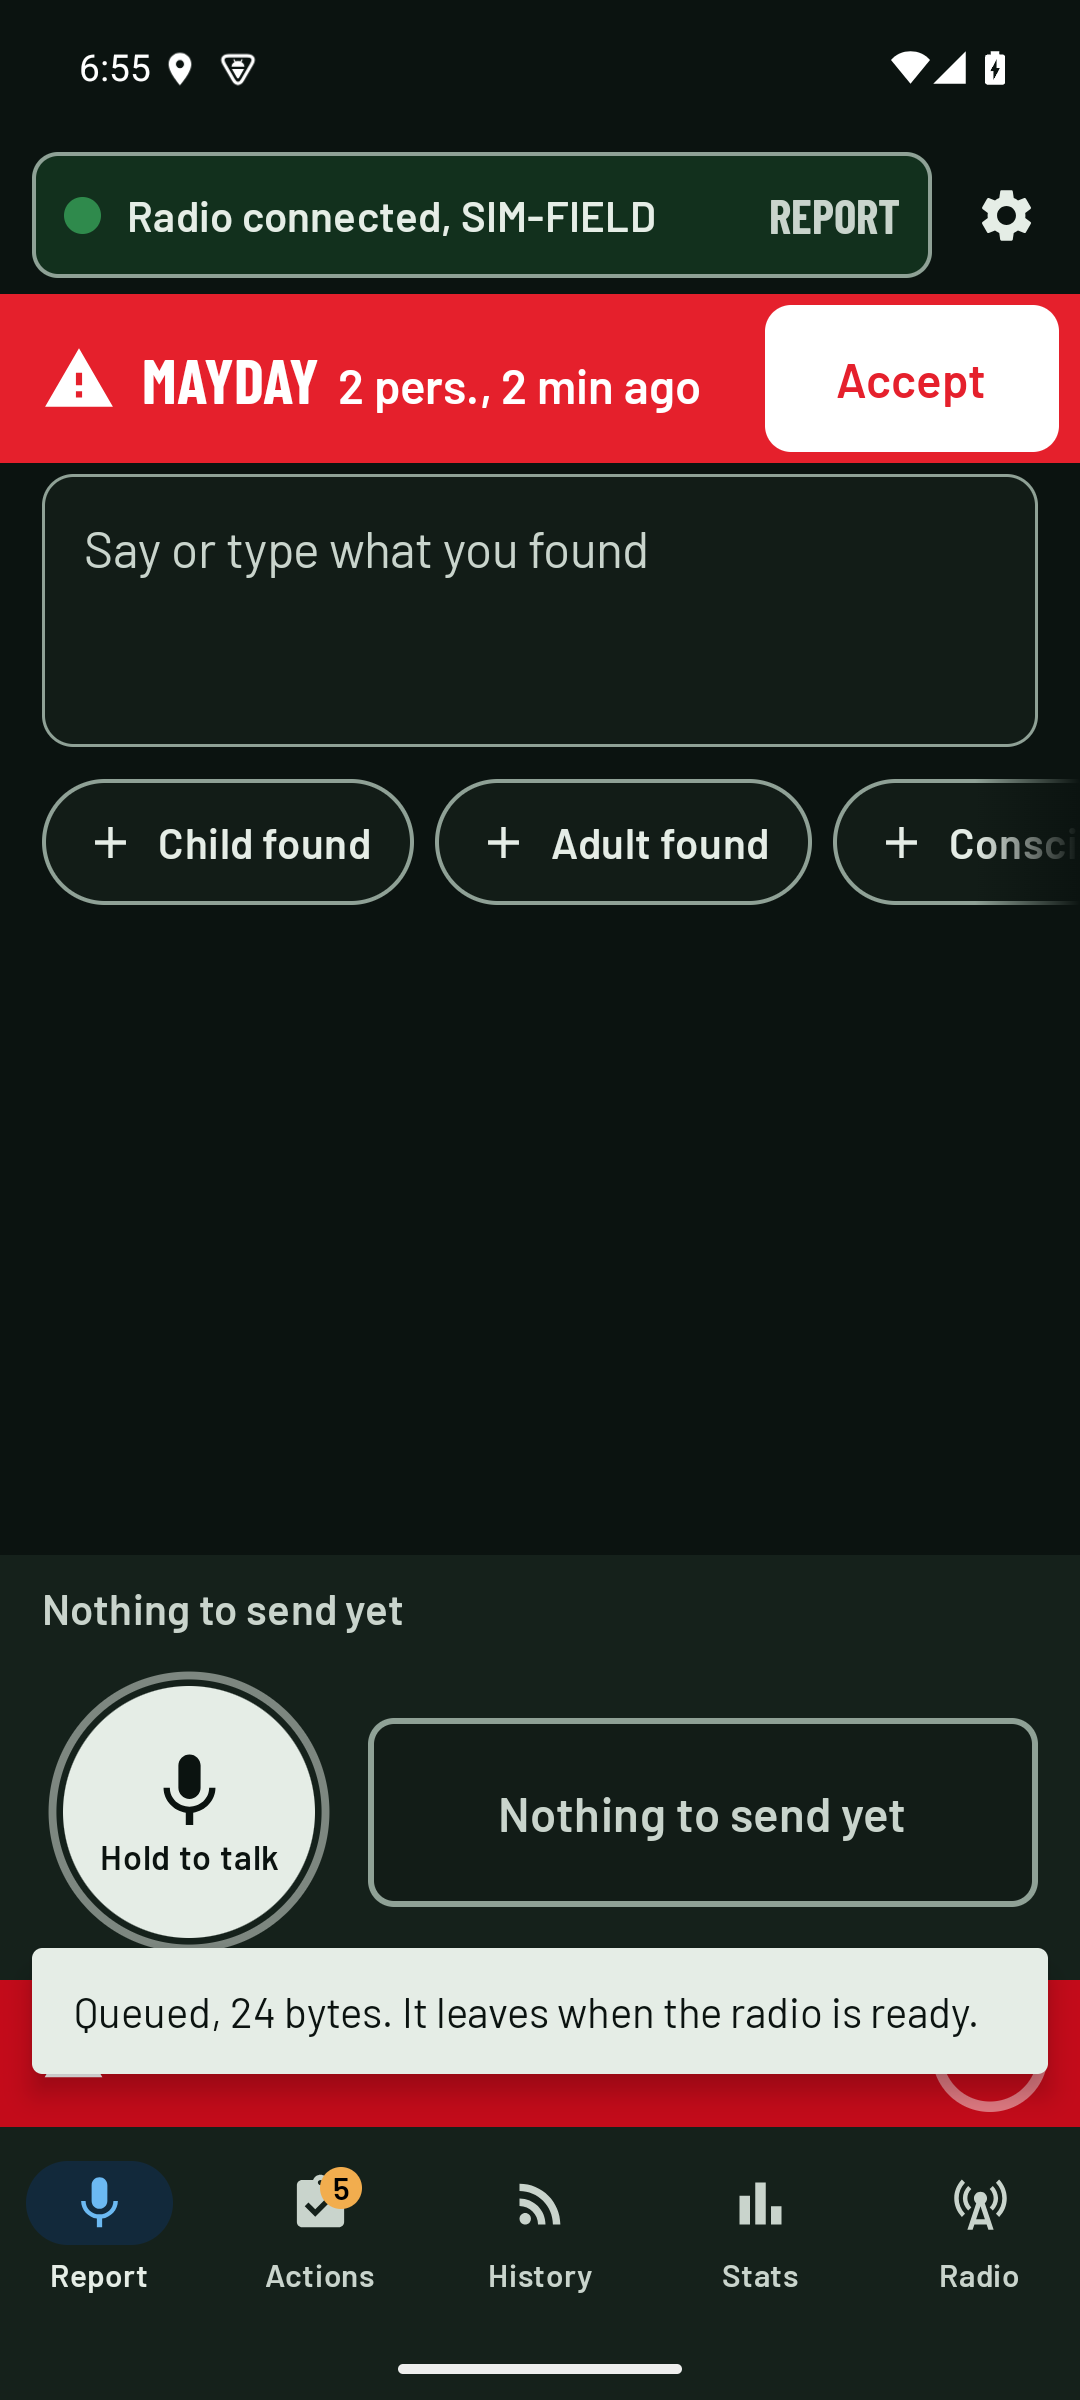 6:55
Radio connected, SIM-FIELD REPORT
MAYDAY 2 pers., 2 min ago Accept
Say or type what you found
Child found
Adult found
Nothing to send yet
Hold to talk
Nothing to send yet
Queued, 24 bytes. It leaves when the radio is ready.
5
Report Actions History Stats Radio